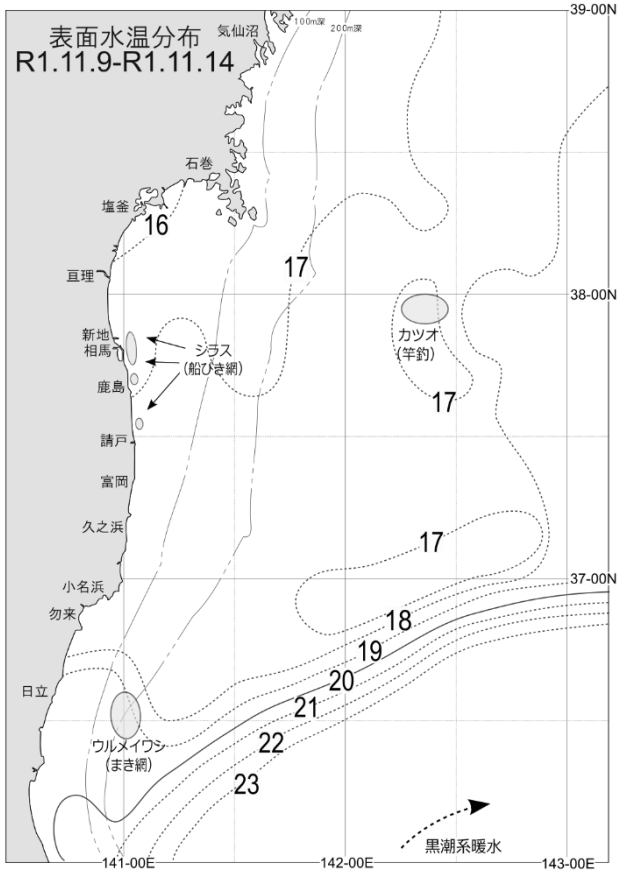 表面水温分布
R1.11.9-R1.11.14
気仙沼
100m深
200m深
39-00N
石巻
塩釜
16
亘理
17
38-00N
カツオ
(竿釣)
新地
相馬
シラス
(船びき網)
鹿島
17
請戸
富岡
久之浜
17
37-00N
小名浜
勿来
18
19
20
21
22
23
日立
ウルメイワシ
(まき網)
黒潮系暖水
141-00E
142-00E
143-00E